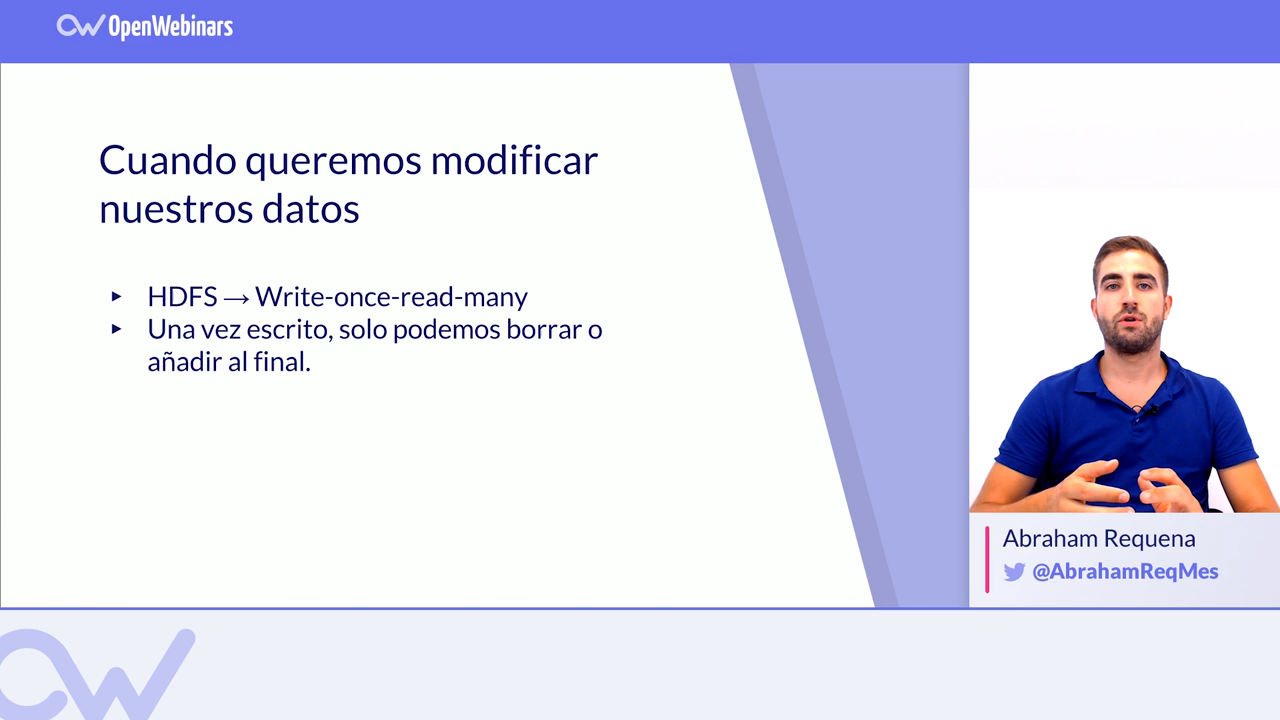 OpenWebinars
Cuando queremos modificar
nuestros datos
▸ HDFS → Write-once-read-many
▸ Una vez escrito, solo podemos borrar o
añadir al final.
Abraham Requena
@AbrahamReqMes